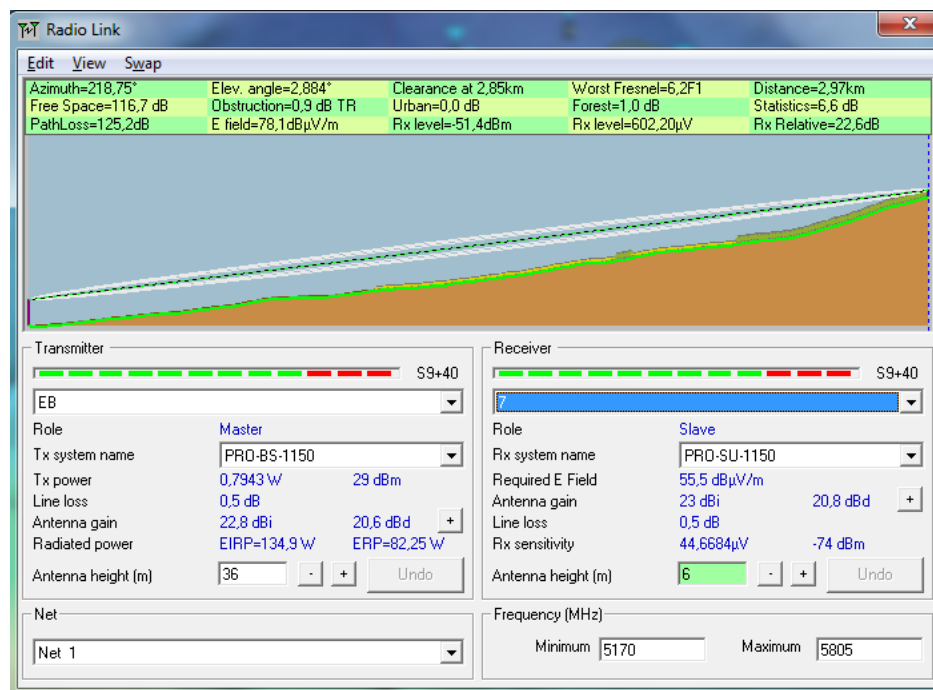 Radio Link
Edit View Swap
Azimuth=218,75° Elev. angle=2,884° Clearance at 2,85km Worst Fresnel=6,2F1 Distance=2,97km
Free Space=116,7 dB Obstruction=0,9 dB TR Urban=0,0 dB Forest=1,0 dB Statistics=6,6 dB
PathLoss=125,2dB E field=78,1dBµV/m Rx level=-51,4dBm Rx level=602,20µV Rx Relative=22,6dB
Transmitter
S9+40
EB
Role Master
Tx system name PRO-BS-1150
Tx power 0,7943 W 29 dBm
Line loss 0,5 dB
Antenna gain 22,8 dBi 20,6 dBd +
Radiated power EIRP=134,9 W ERP=82,25 W
Antenna height (m) 36 - + Undo
Net
Net 1
Receiver
S9+40
7
Role Slave
Rx system name PRO-SU-1150
Required E Field 55,5 dBµV/m
Antenna gain 23 dBi 20,8 dBd +
Line loss 0,5 dB
Rx sensitivity 44,6684µV -74 dBm
Antenna height (m) 6 - + Undo
Frequency (MHz)
Minimum 5170 Maximum 5805